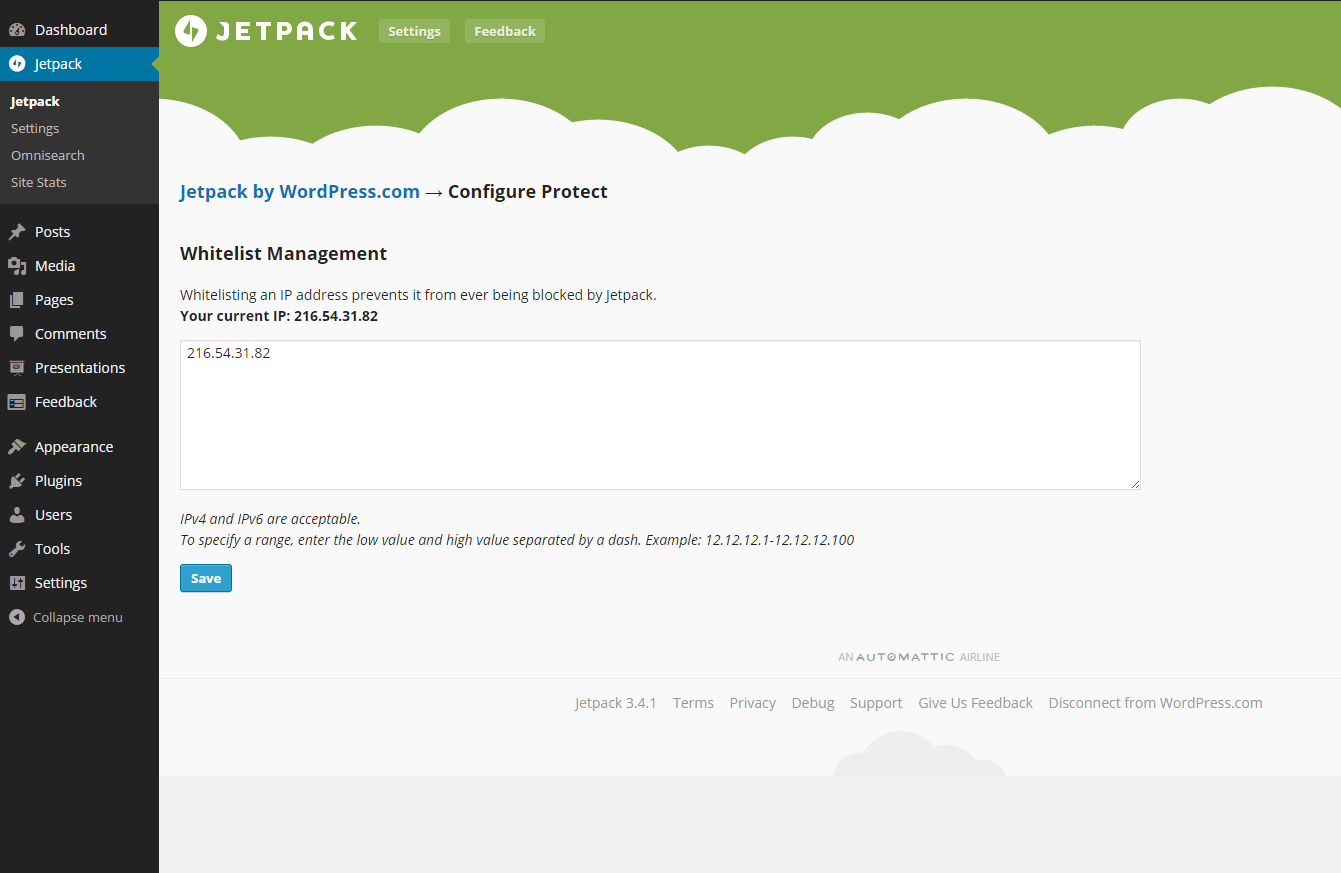 Dashboard
Jetpack
Jetpack
Settings
Omnisearch
Site Stats
Posts
Media
Pages
Comments
Presentations
Feedback
Appearance
Plugins
Users
Tools
Settings
Collapse menu
JETPACK Settings Feedback
Jetpack by WordPress.com → Configure Protect
Whitelist Management
Whitelisting an IP address prevents it from ever being blocked by Jetpack.
Your current IP: 216.54.31.82
216.54.31.82
IPv4 and IPv6 are acceptable.
To specify a range, enter the low value and high value separated by a dash. Example: 12.12.12.1-12.12.12.100
Save
AN AUTOMATTIC AIRLINE
Jetpack 3.4.1 Terms Privacy Debug Support Give Us Feedback Disconnect from WordPress.com